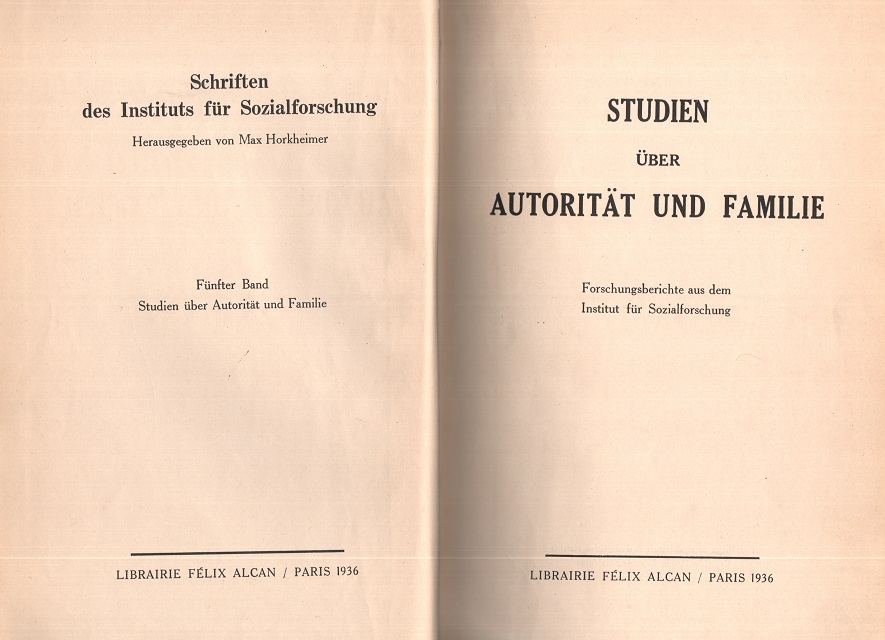 Schriften
des Instituts für Sozialforschung
Herausgegeben von Max Horkheimer
Fünfter Band
Studien über Autorität und Familie
LIBRAIRIE FÉLIX ALCAN / PARIS 1936
STUDIEN
ÜBER
AUTORITÄT UND FAMILIE
Forschungsberichte aus dem
Institut für Sozialforschung
LIBRAIRIE FÉLIX ALCAN / PARIS 1936